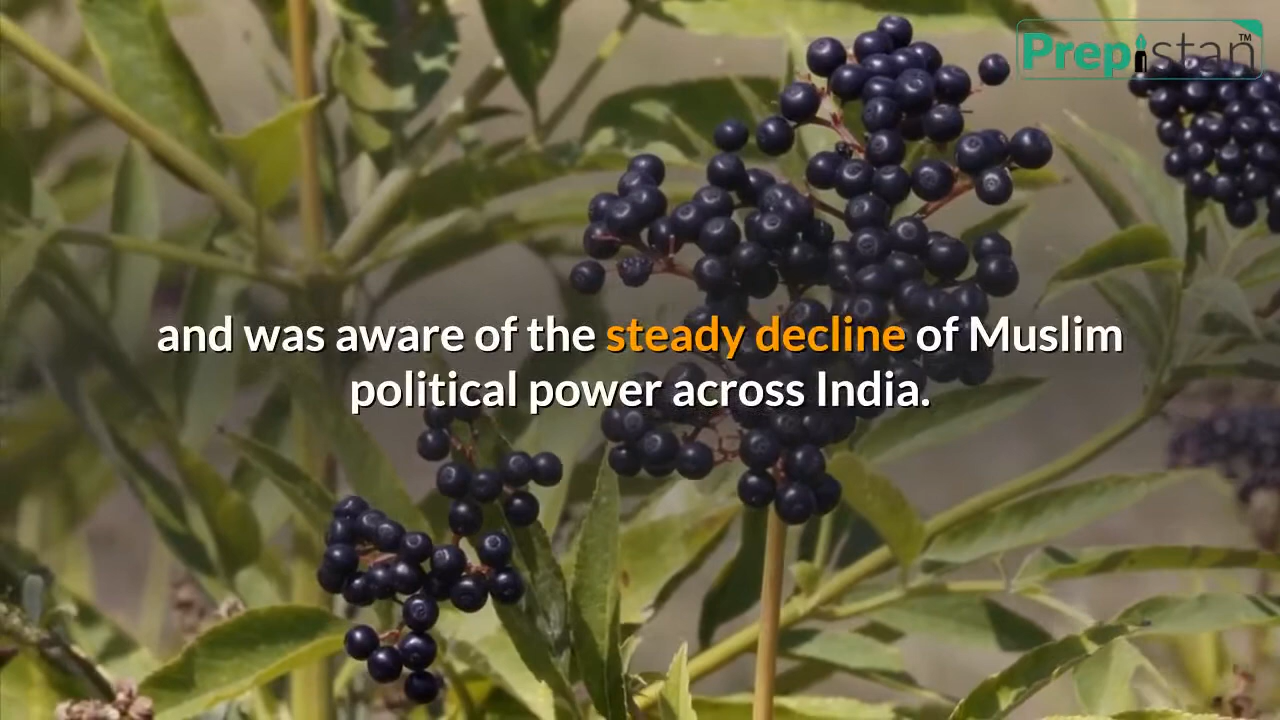 Prepistan™
and was aware of the steady decline of Muslim
political power across India.